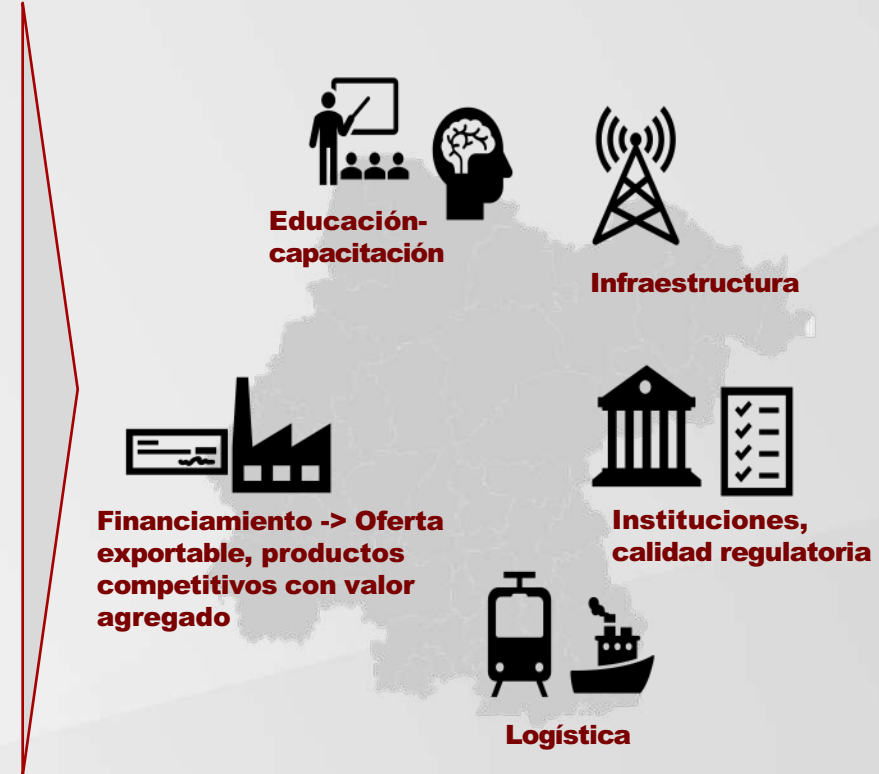 Educación-
capacitación
Infraestructura
Financiamiento -> Oferta
exportable, productos
competitivos con valor
agregado
Instituciones,
calidad regulatoria
Logística